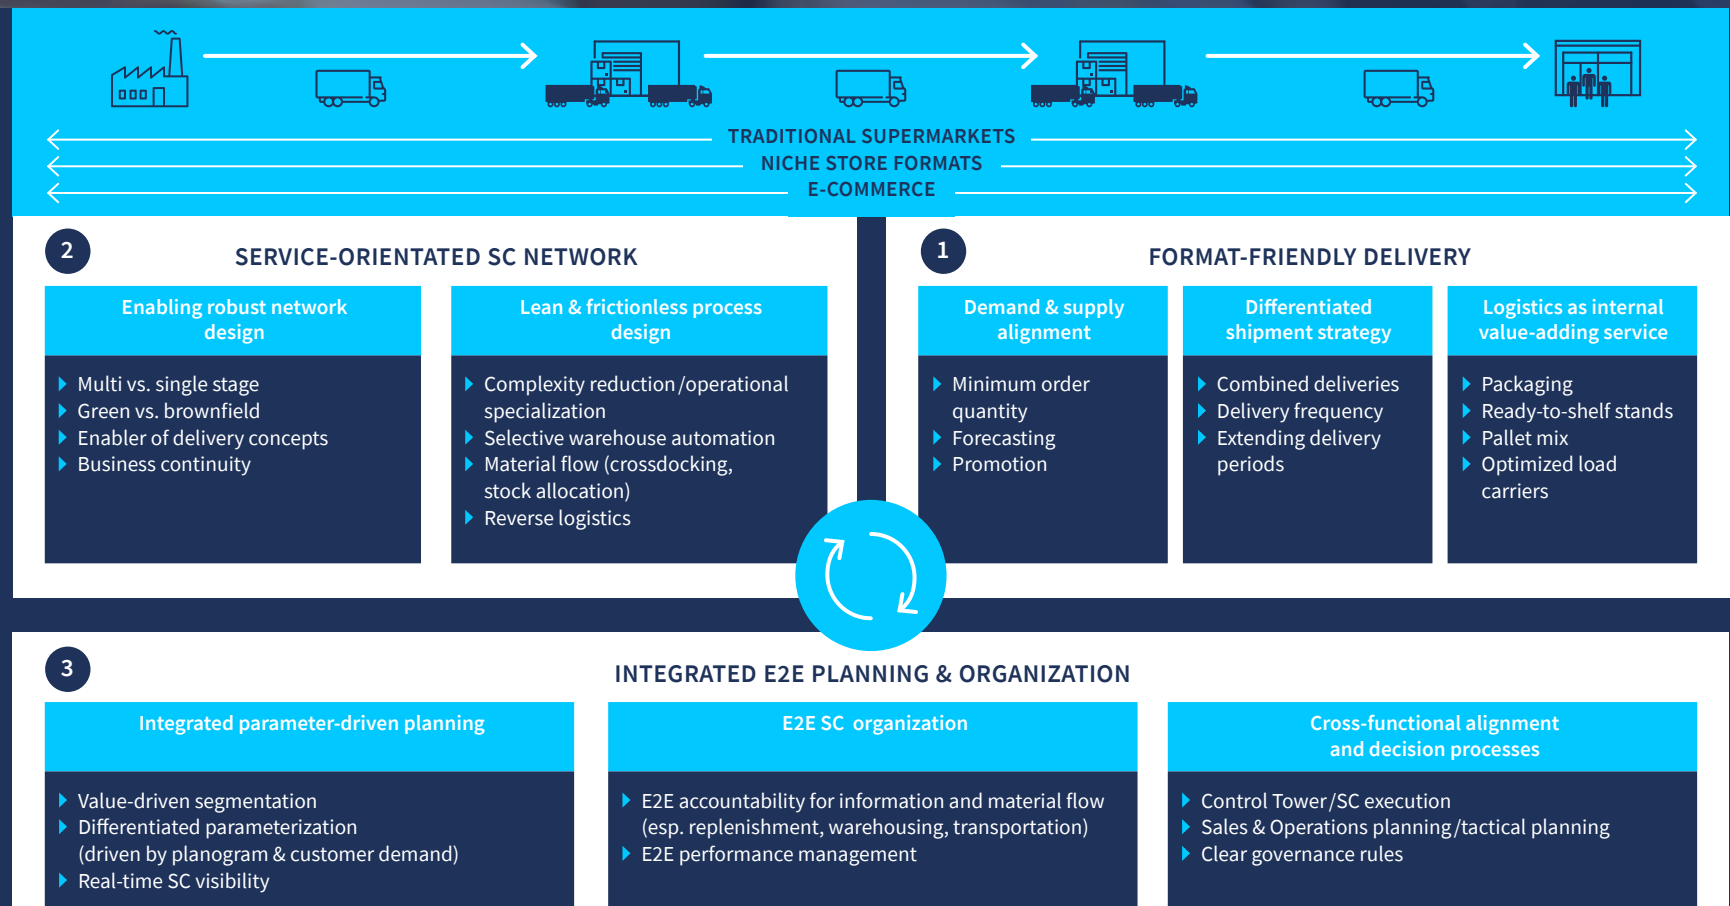 TRADITIONAL SUPERMARKETS
NICHE STORE FORMATS
E-COMMERCE
2
SERVICE-ORIENTATED SC NETWORK
Enabling robust network
design
Multi vs. single stage
Green vs. brownfield
Enabler of delivery concepts
Business continuity
Lean & frictionless process
design
Complexity reduction/operational
specialization
Selective warehouse automation
Material flow (crossdocking,
stock allocation)
Reverse logistics
1
FORMAT-FRIENDLY DELIVERY
Demand & supply
alignment
Minimum order
quantity
Forecasting
Promotion
Differentiated
shipment strategy
Combined deliveries
Delivery frequency
Extending delivery
periods
Logistics as internal
value-adding service
Packaging
Ready-to-shelf stands
Pallet mix
Optimized load
carriers
3
INTEGRATED E2E PLANNING & ORGANIZATION
Integrated parameter-driven planning
Value-driven segmentation
Differentiated parameterization
(driven by planogram & customer demand)
Real-time SC visibility
E2E SC organization
E2E accountability for information and material flow
(esp. replenishment, warehousing, transportation)
E2E performance management
Cross-functional alignment
and decision processes
Control Tower/SC execution
Sales & Operations planning/tactical planning
Clear governance rules